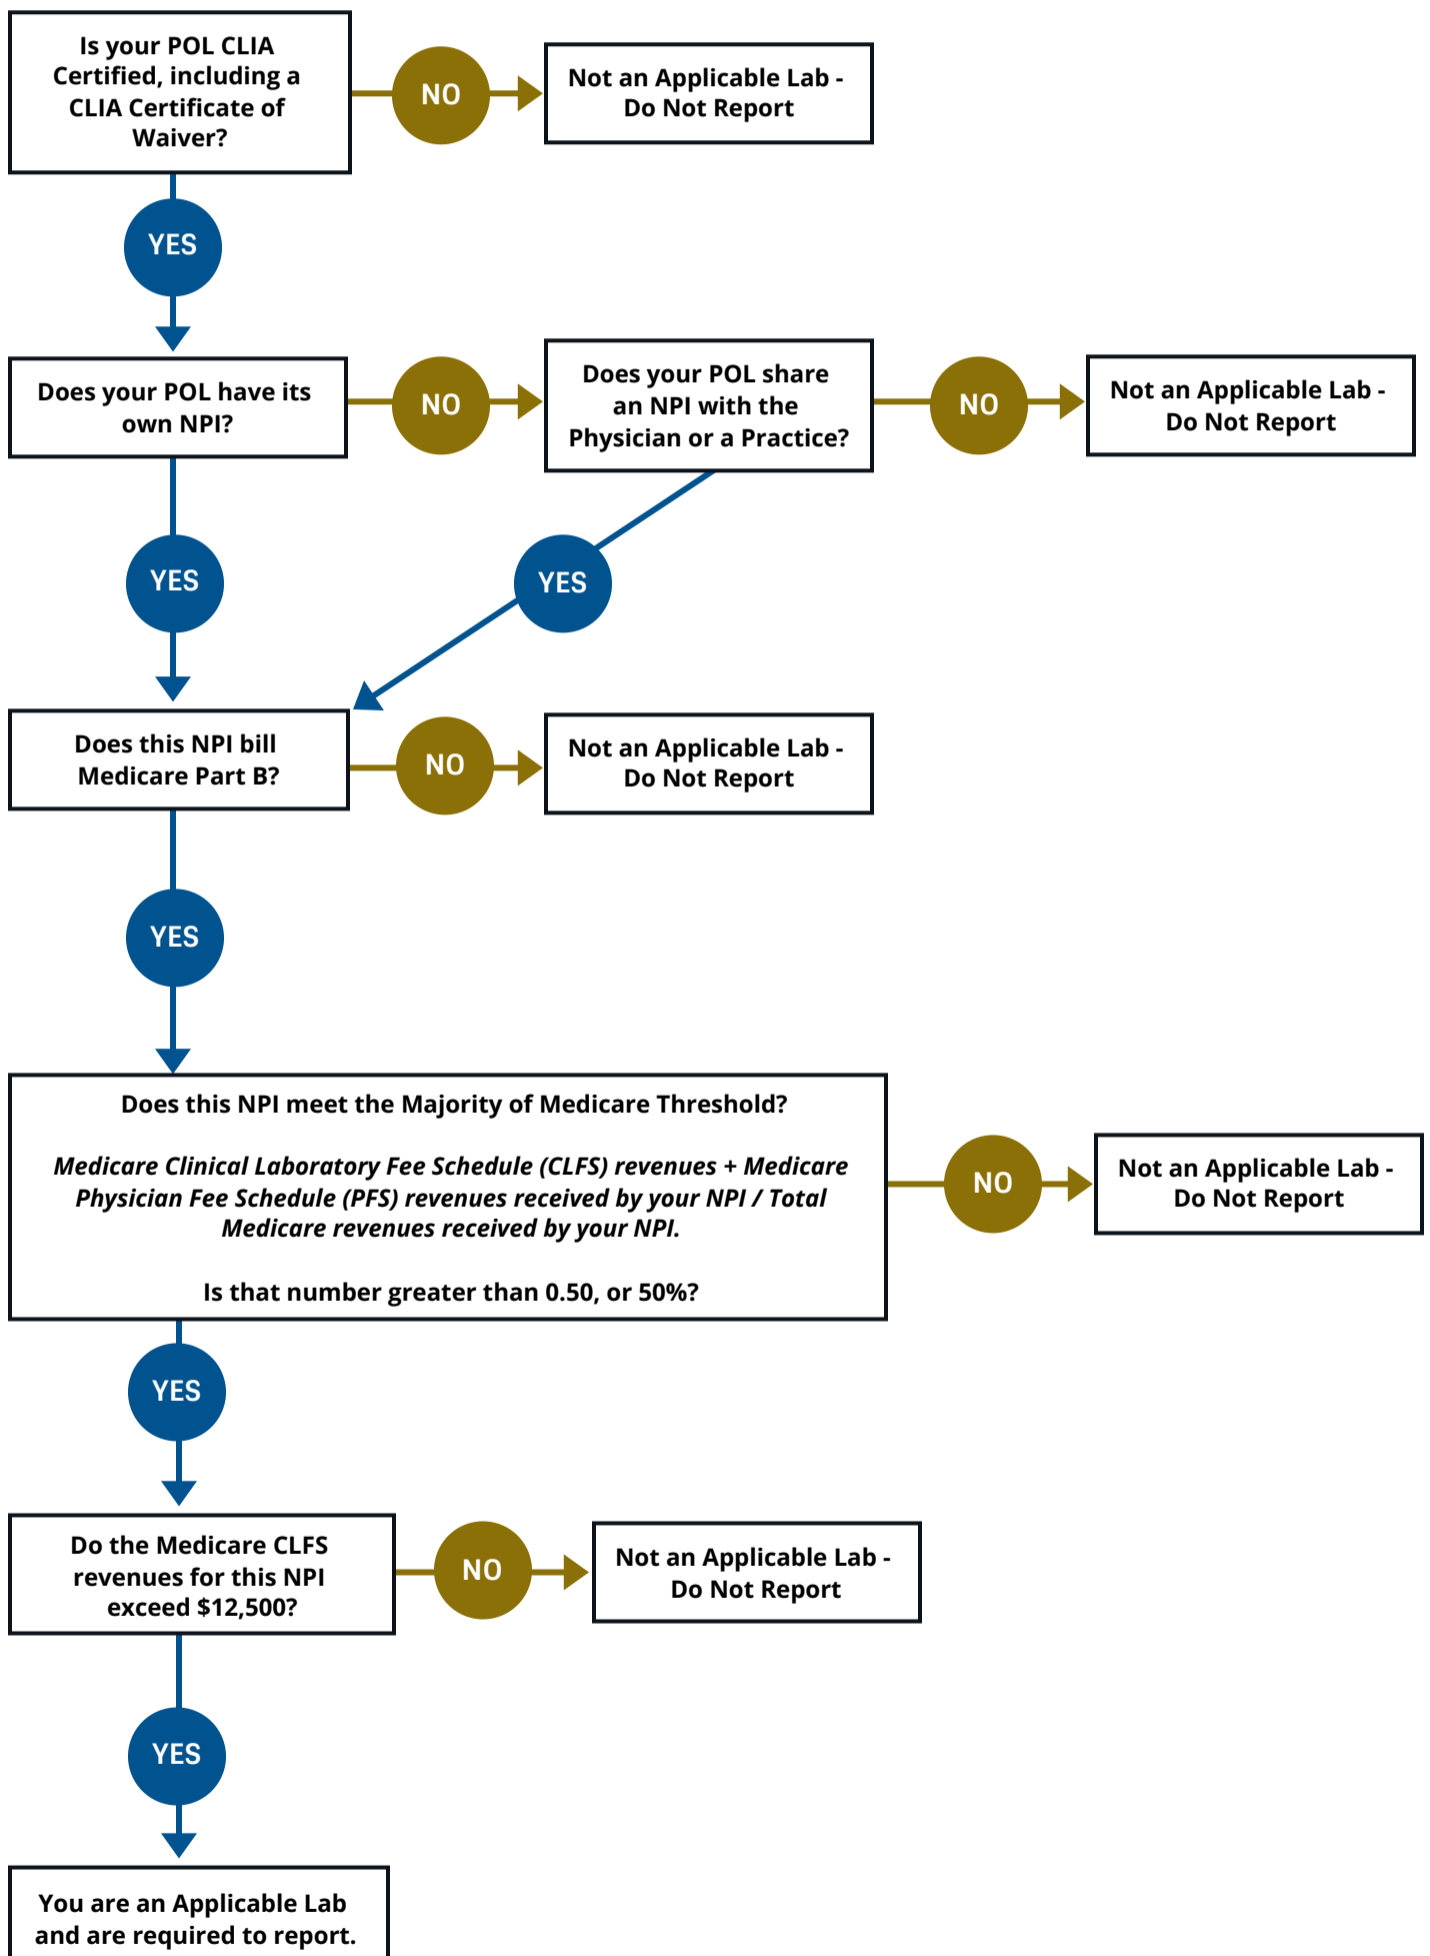 Is your POL CLIA
Certified, including a
CLIA Certificate of
Waiver?
NO
Not an Applicable Lab -
Do Not Report
YES
Does your POL have its
own NPI?
NO
Does your POL share
an NPI with the
Physician or a Practice?
NO
Not an Applicable Lab -
Do Not Report
YES
YES
Does this NPI bill
Medicare Part B?
NO
Not an Applicable Lab -
Do Not Report
YES
Does this NPI meet the Majority of Medicare Threshold?
Medicare Clinical Laboratory Fee Schedule (CLFS) revenues + Medicare
Physician Fee Schedule (PFS) revenues received by your NPI / Total
Medicare revenues received by your NPI.
Is that number greater than 0.50, or 50%?
NO
Not an Applicable Lab -
Do Not Report
YES
Do the Medicare CLFS
revenues for this NPI
exceed $12,500?
NO
Not an Applicable Lab -
Do Not Report
YES
You are an Applicable Lab
and are required to report.